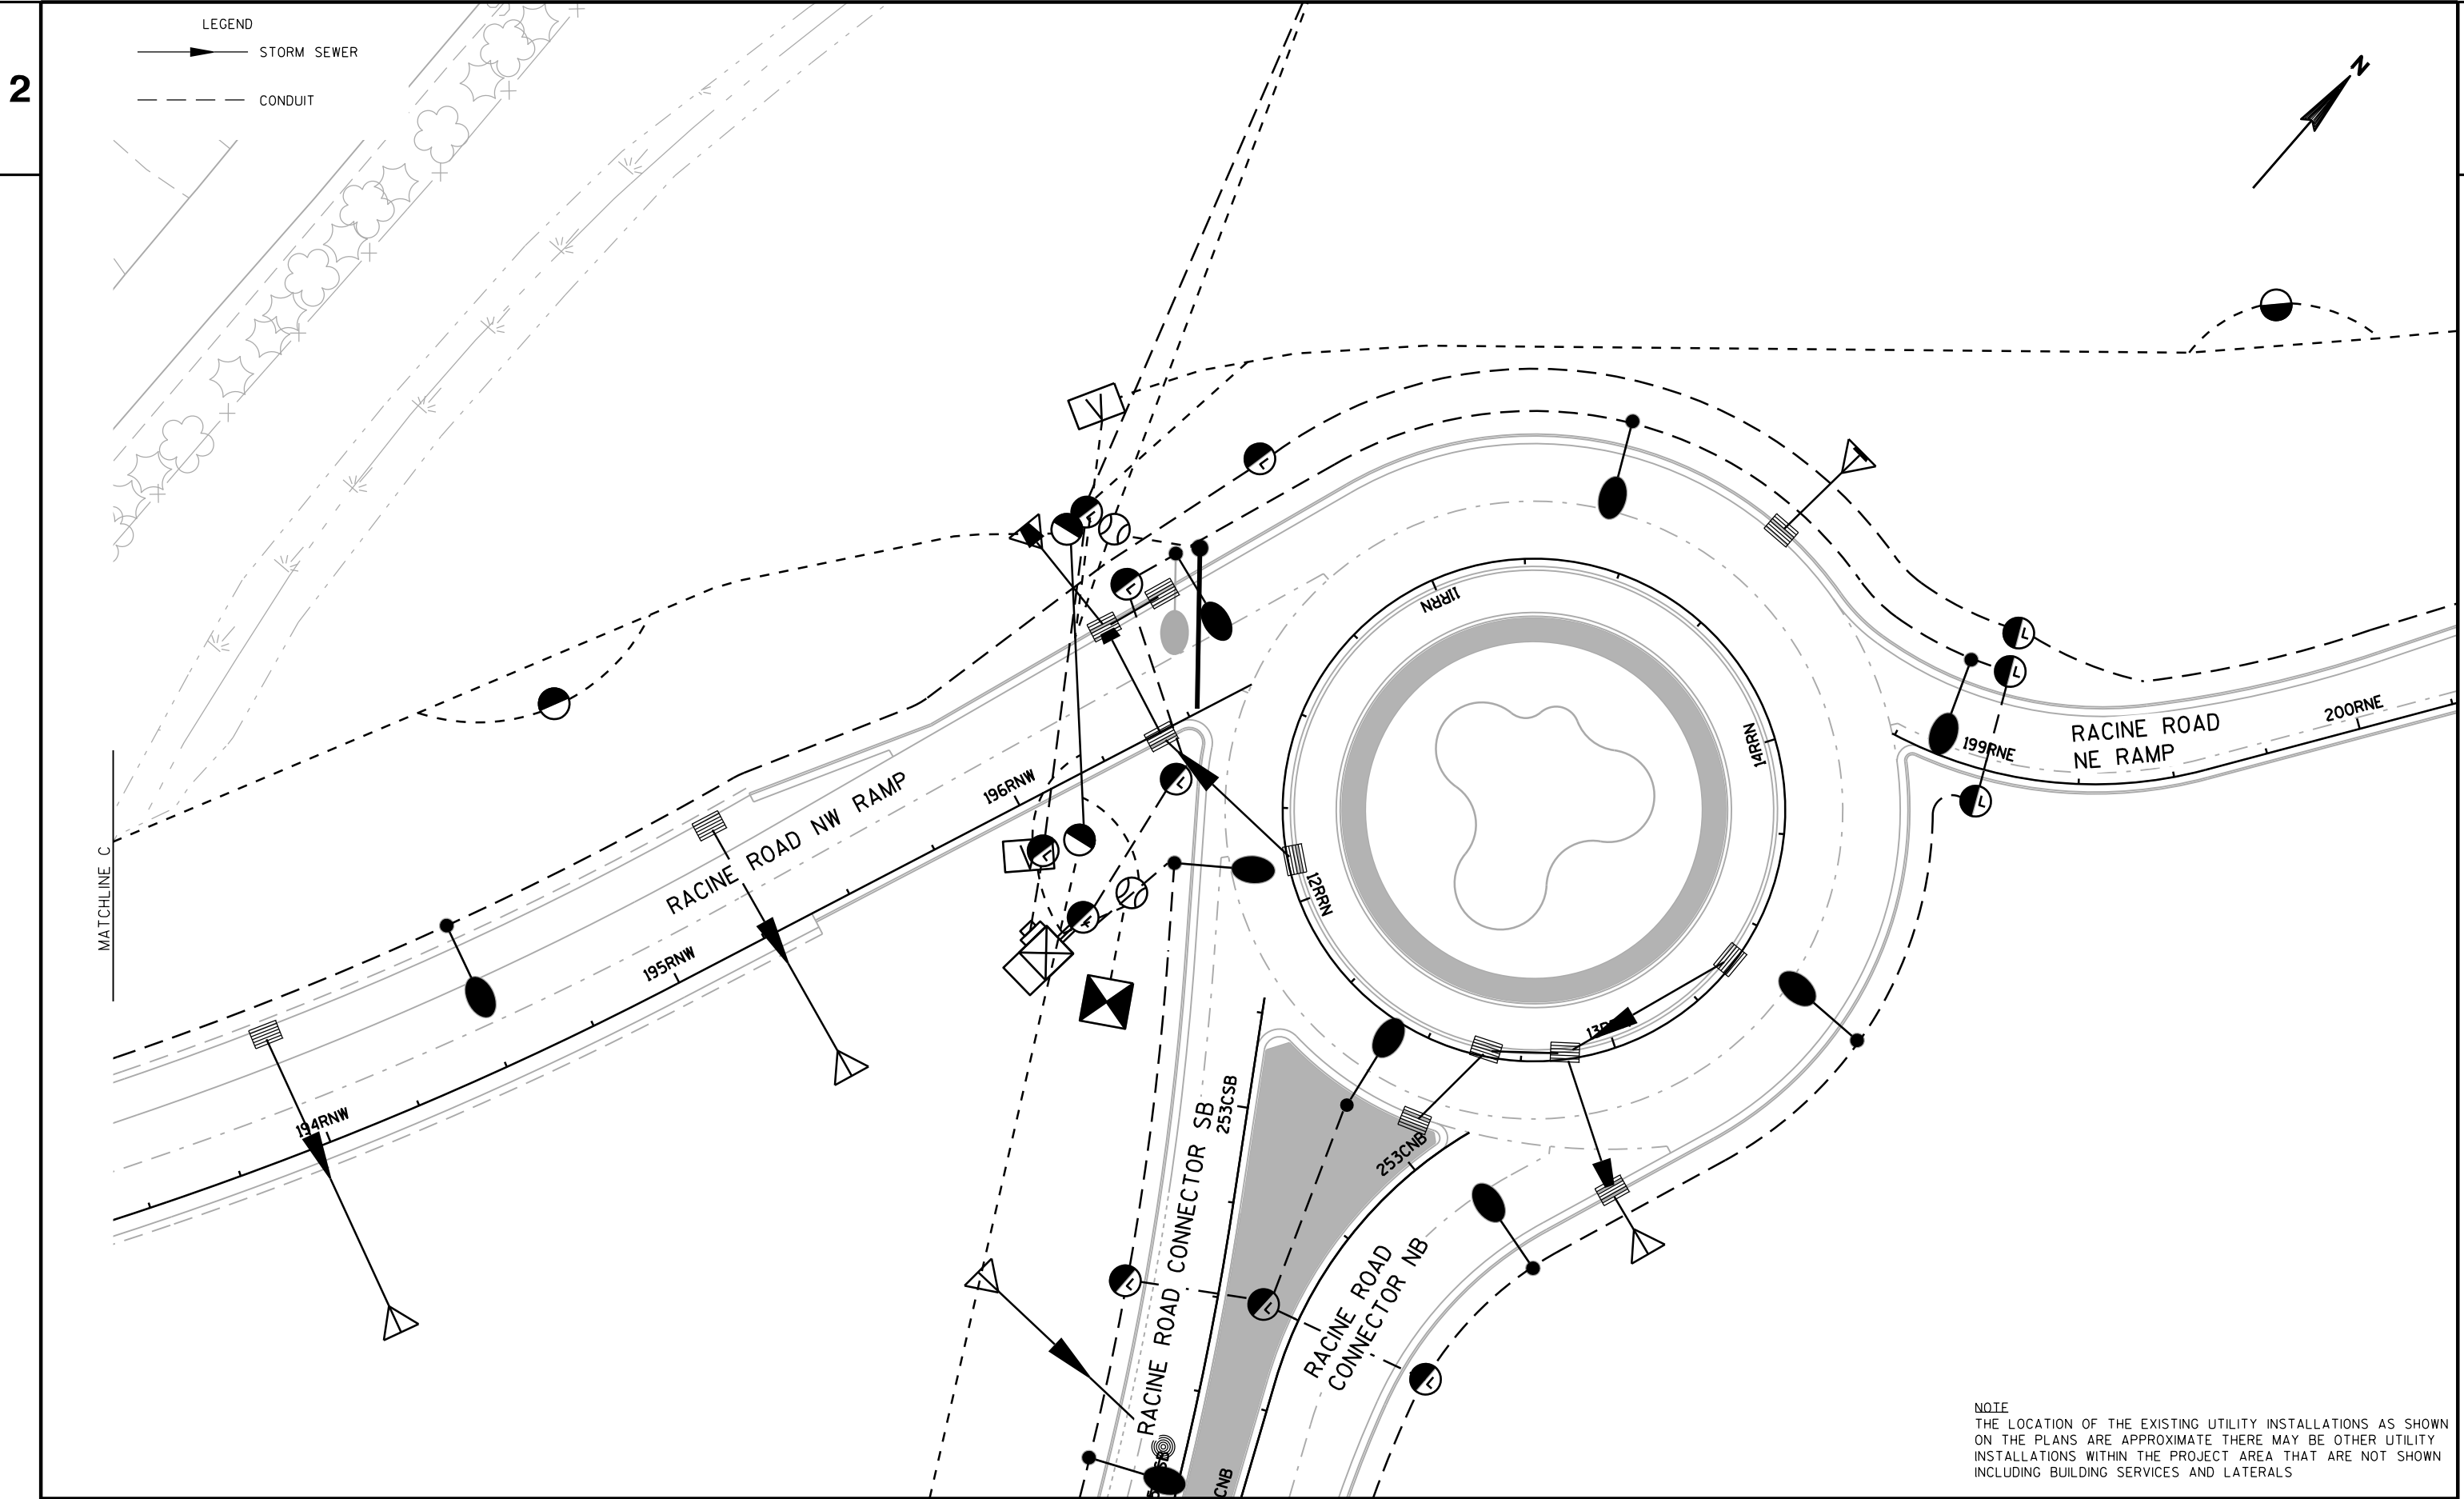 LEGEND
STORM SEWER
CONDUIT
2
N
MATCHLINE C
194RNW
195RNW
196RNW
RACINE ROAD NW RAMP
11RRN
12RRN
14RRN
199RNE
200RNE
RACINE ROAD
NE RAMP
RACINE ROAD CONNECTOR SB
253CSB
253CNB
RACINE ROAD
CONNECTOR NB
CNB
NOTE
THE LOCATION OF THE EXISTING UTILITY INSTALLATIONS AS SHOWN
ON THE PLANS ARE APPROXIMATE THERE MAY BE OTHER UTILITY
INSTALLATIONS WITHIN THE PROJECT AREA THAT ARE NOT SHOWN
INCLUDING BUILDING SERVICES AND LATERALS